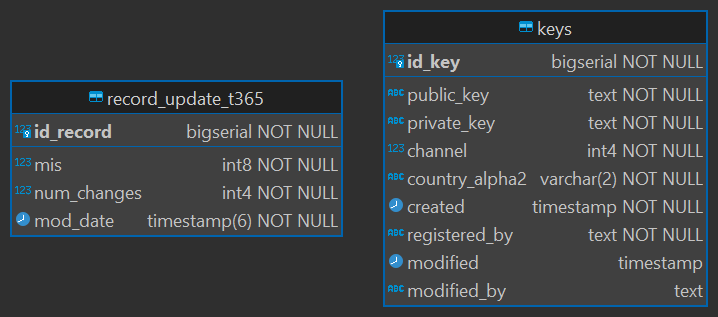 record_update_t365
id_record bigserial NOT NULL
mis int8 NOT NULL
num_changes int4 NOT NULL
mod_date timestamp(6) NOT NULL
keys
id_key bigserial NOT NULL
public_key text NOT NULL
private_key text NOT NULL
channel int4 NOT NULL
country_alpha2 varchar(2) NOT NULL
created timestamp NOT NULL
registered_by text NOT NULL
modified timestamp
modified_by text